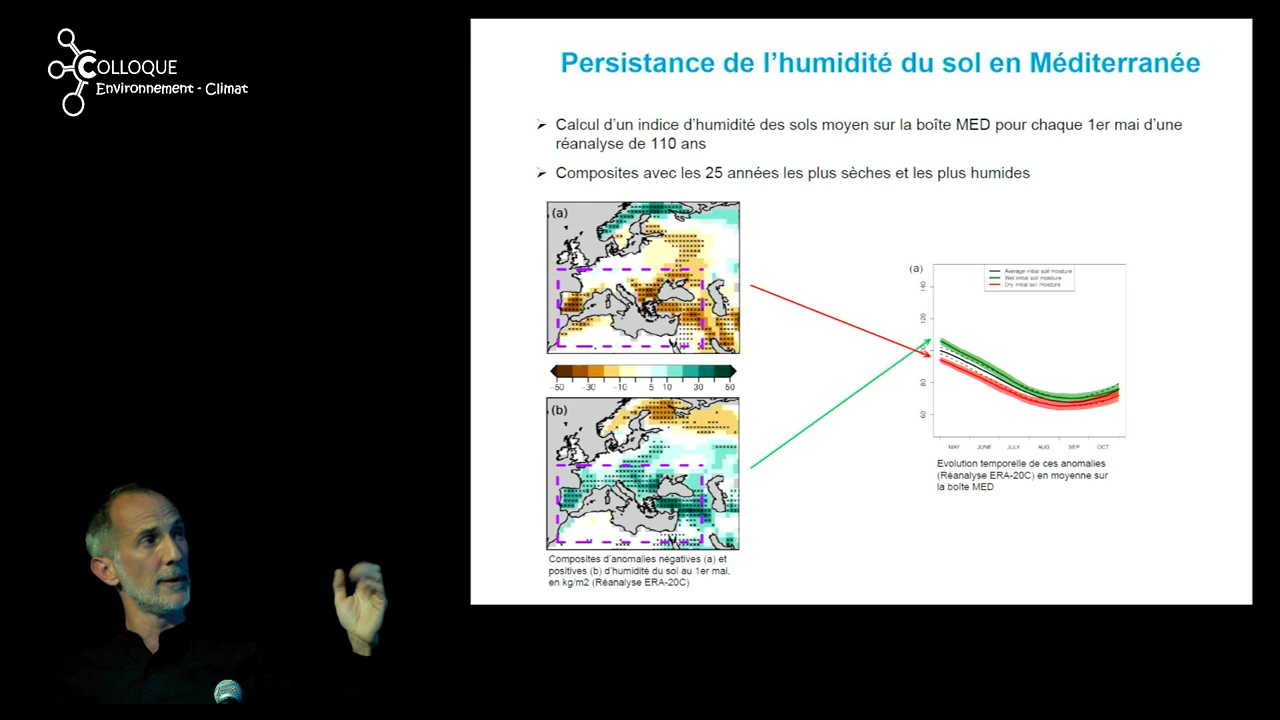 COLLOQUE
Environnement - Climat
Persistance de l'humidité du sol en Méditerranée
➢ Calcul d'un indice d'humidité des sols moyen sur la boîte MED pour chaque 1er mai d'une
réanalyse de 110 ans
➢ Composites avec les 25 années les plus sèches et les plus humides
(a)
-50 -30 -10 5 10 30 50
(b)
Composites d'anomalies négatives (a) et
positives (b) d'humidité du sol au 1er mai,
en kg/m2 (Réanalyse ERA-20C)
(a)
Average initial soil moisture
Wet initial soil moisture
Dry initial soil moisture
140
120
80
60
MAY JUNE JULY AUG SEP OCT
Evolution temporelle de ces anomalies
(Réanalyse ERA-20C) en moyenne sur
la boîte MED